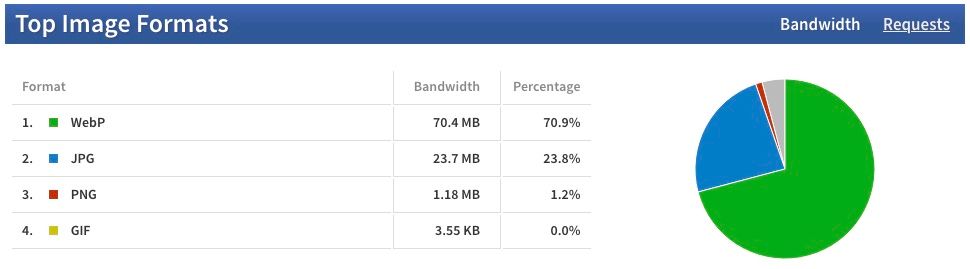 Top Image Formats Bandwidth Requests
Format Bandwidth Percentage
1. WebP 70.4 MB 70.9%
2. JPG 23.7 MB 23.8%
3. PNG 1.18 MB 1.2%
4. GIF 3.55 KB 0.0%